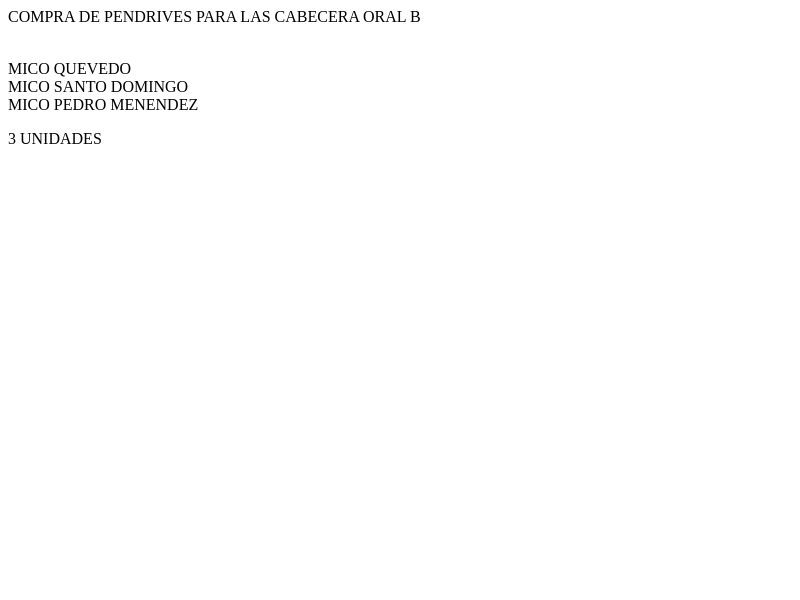 COMPRA DE PENDRIVES PARA LAS CABECERA ORAL B
MICO QUEVEDO
MICO SANTO DOMINGO
MICO PEDRO MENENDEZ
3 UNIDADES